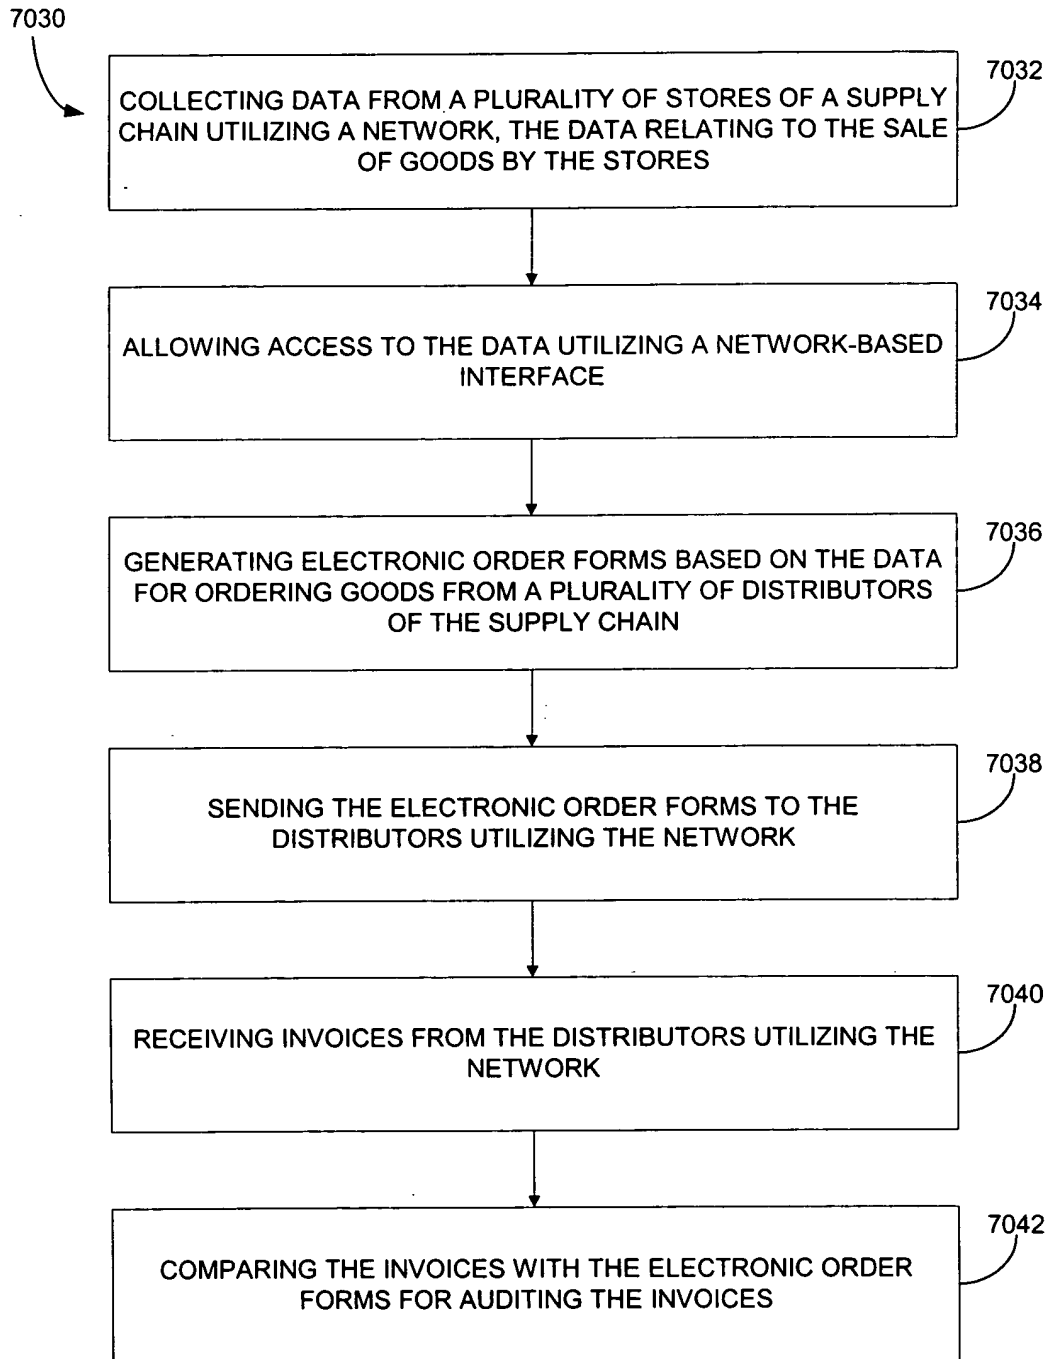 7030
7032
COLLECTING DATA FROM A PLURALITY OF STORES OF A SUPPLY
CHAIN UTILIZING A NETWORK, THE DATA RELATING TO THE SALE
OF GOODS BY THE STORES
7034
ALLOWING ACCESS TO THE DATA UTILIZING A NETWORK-BASED
INTERFACE
7036
GENERATING ELECTRONIC ORDER FORMS BASED ON THE DATA
FOR ORDERING GOODS FROM A PLURALITY OF DISTRIBUTORS
OF THE SUPPLY CHAIN
7038
SENDING THE ELECTRONIC ORDER FORMS TO THE
DISTRIBUTORS UTILIZING THE NETWORK
7040
RECEIVING INVOICES FROM THE DISTRIBUTORS UTILIZING THE
NETWORK
7042
COMPARING THE INVOICES WITH THE ELECTRONIC ORDER
FORMS FOR AUDITING THE INVOICES